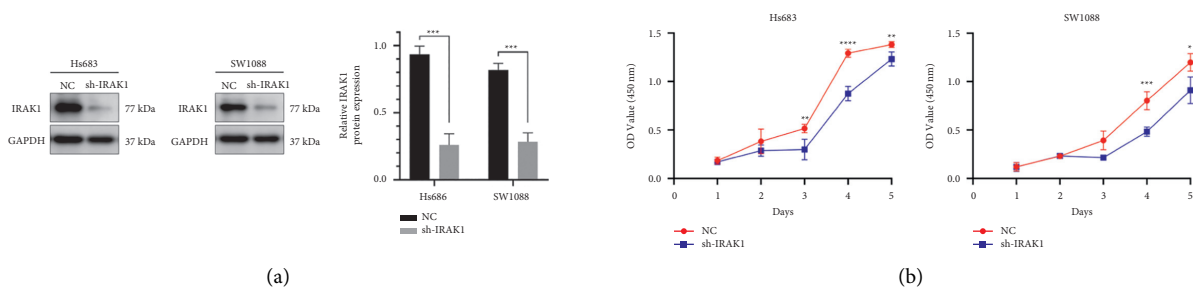 Hs683
NC sh-IRAK1
IRAK1 77 kDa
GAPDH 37 kDa
SW1088
NC sh-IRAK1
IRAK1 77 kDa
GAPDH 37 kDa
Relative IRAK1
protein expression
1.0
0.5
0.0
***
***
Hs686 SW1088
NC
sh-IRAK1
(a)
Hs683
OD Value (450 nm)
1.5
1.0
0.5
0.0
**
****
**
0 1 2 3 4 5
Days
NC
sh-IRAK1
SW1088
OD Value (450 nm)
1.5
1.0
0.5
0.0
***
*
0 1 2 3 4 5
Days
NC
sh-IRAK1
(b)